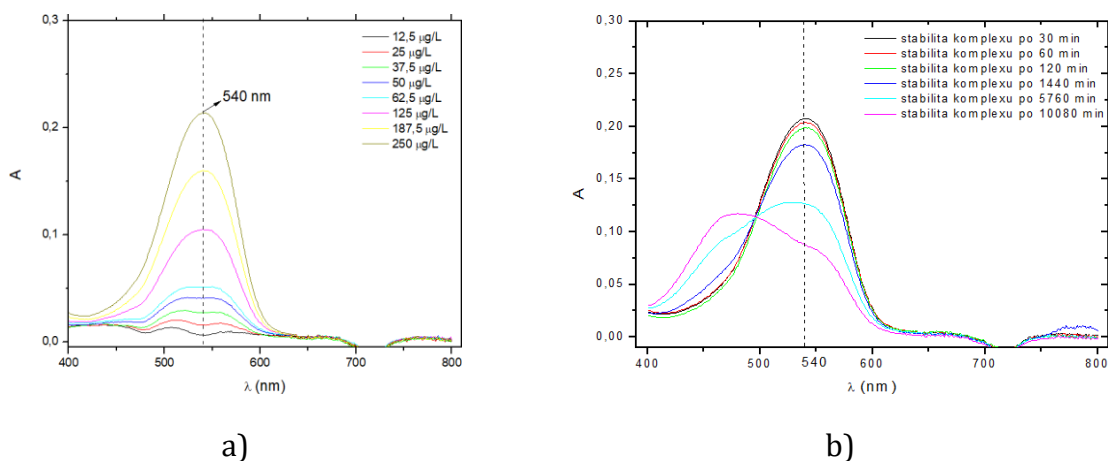 0,3
0,2
0,1
0,0
A
400
500
600
700
800
λ (nm)
540 nm
12,5 µg/L
25 µg/L
37,5 µg/L
50 µg/L
62,5 µg/L
125 µg/L
187,5 µg/L
250 µg/L
a)
0,30
0,25
0,20
0,15
0,10
0,05
0,00
A
400
500
540
600
700
800
λ (nm)
stabilita komplexu po 30 min
stabilita komplexu po 60 min
stabilita komplexu po 120 min
stabilita komplexu po 1440 min
stabilita komplexu po 5760 min
stabilita komplexu po 10080 min
b)